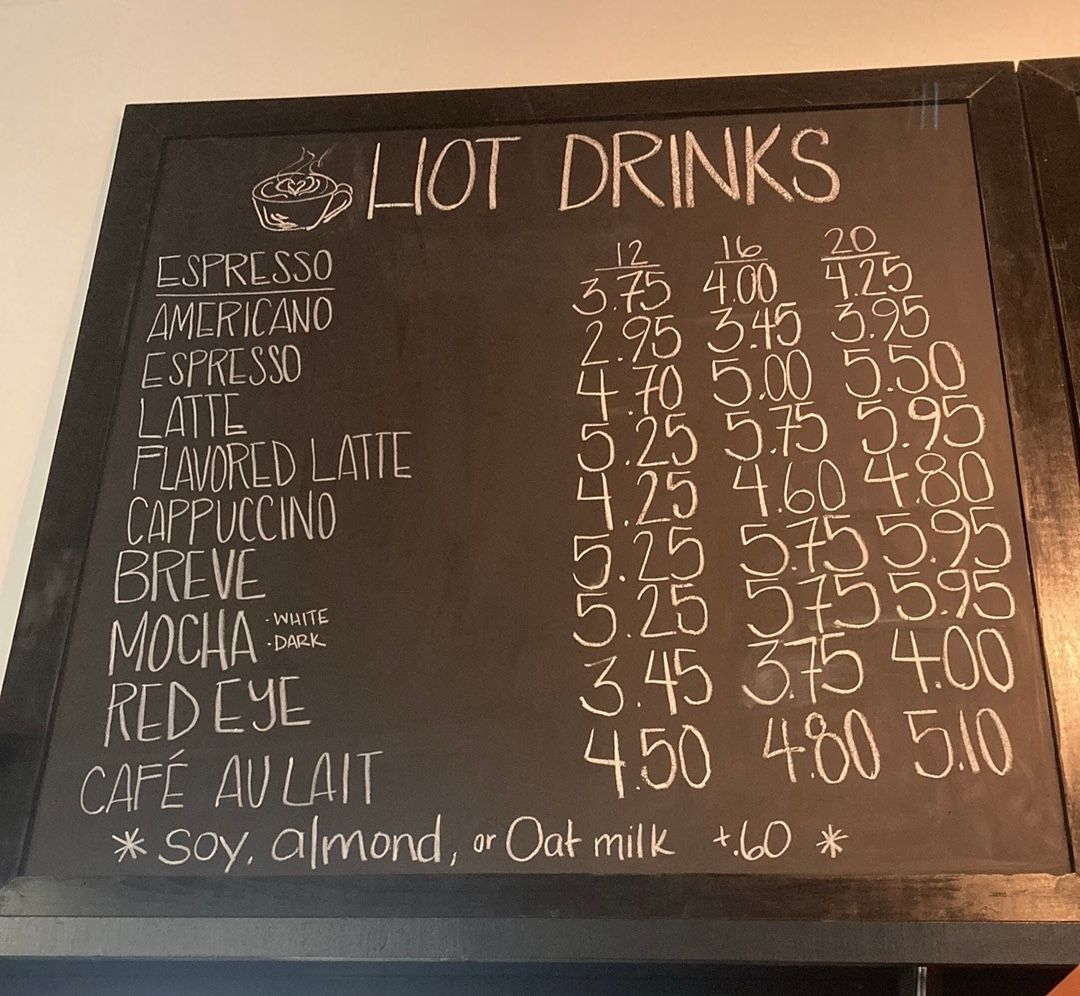 HOT DRINKS
ESPRESSO 12 16 20
AMERICANO 3.75 4.00 4.25
ESPRESSO 2.95 3.45 3.95
LATTE 4.70 5.00 5.50
FLAVORED LATTE 5.25 5.75 5.95
CAPPUCCINO 4.25 4.60 4.80
BREVE 5.25 5.75 5.95
MOCHA ·WHITE ·DARK 5.25 5.75 5.95
RED EYE 3.45 3.75 4.00
CAFÉ AU LAIT 4.50 4.80 5.10
* soy, almond, or Oat milk +.60 *